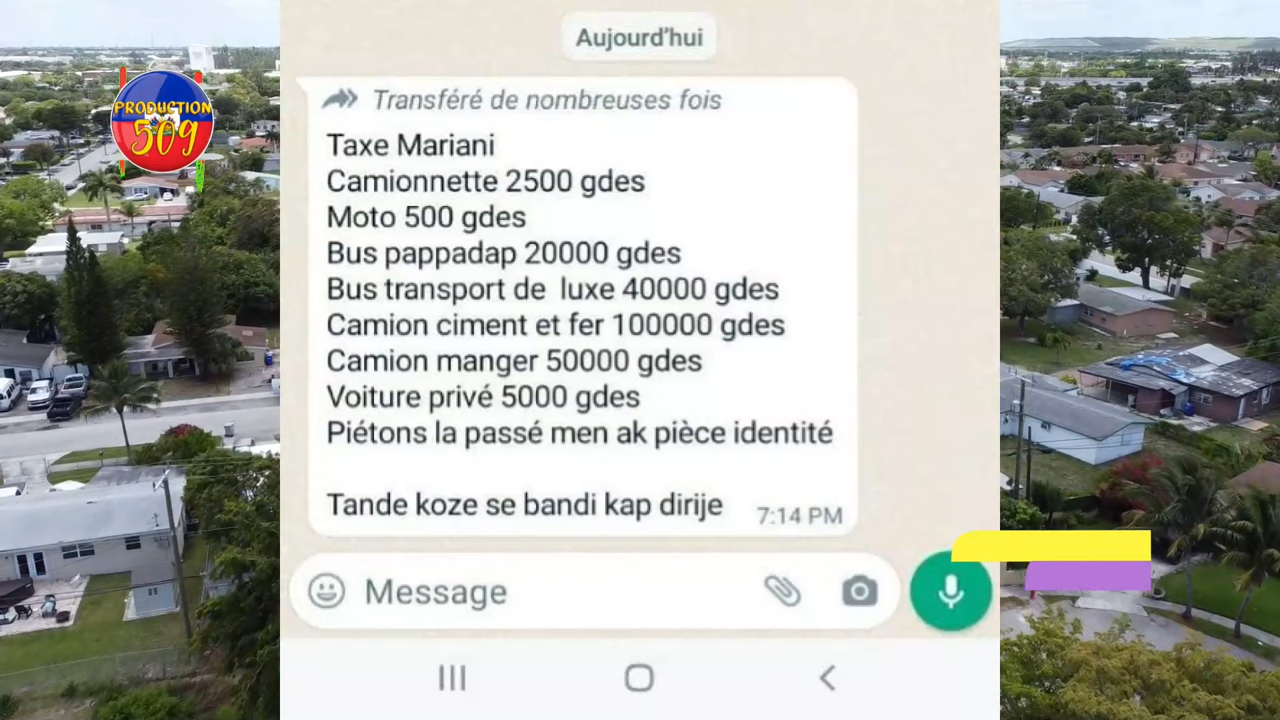 Aujourd'hui
PRODUCTION
509
Transféré de nombreuses fois
Taxe Mariani
Camionnette 2500 gdes
Moto 500 gdes
Bus pappadap 20000 gdes
Bus transport de luxe 40000 gdes
Camion ciment et fer 100000 gdes
Camion manger 50000 gdes
Voiture privé 5000 gdes
Piétons la passé men ak pièce identité
Tande koze se bandi kap dirije
7:14 PM
Message